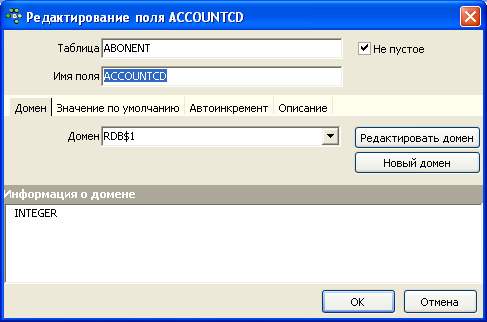 Редактирование поля ACCOUNTCD
Таблица ABONENT Не пустое
Имя поля ACCOUNTCD
Домен Значение по умолчанию Автоинкремент Описание
Домен RDB$1 Редактировать домен
Новый домен
Информация о домене
INTEGER
OK Отмена